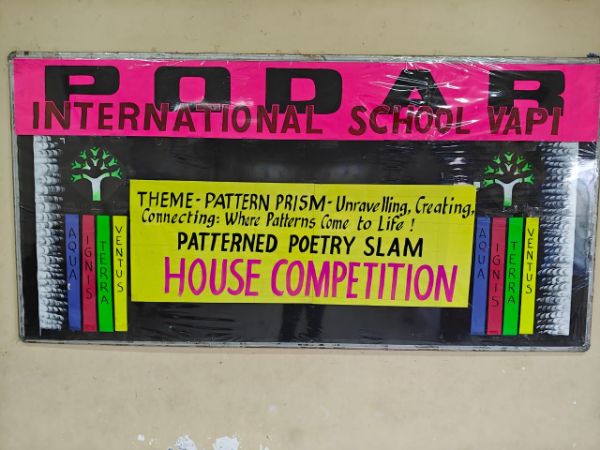 PODAR
INTERNATIONAL SCHOOL VAPI
THEME - PATTERN PRISM - Unravelling, Creating,
Connecting: Where Patterns Come to Life !
PATTERNED POETRY SLAM
HOUSE COMPETITION
AQUA
IGNIS
TERRA
VENTUS
AQUA
IGNIS
TERRA
VENTUS